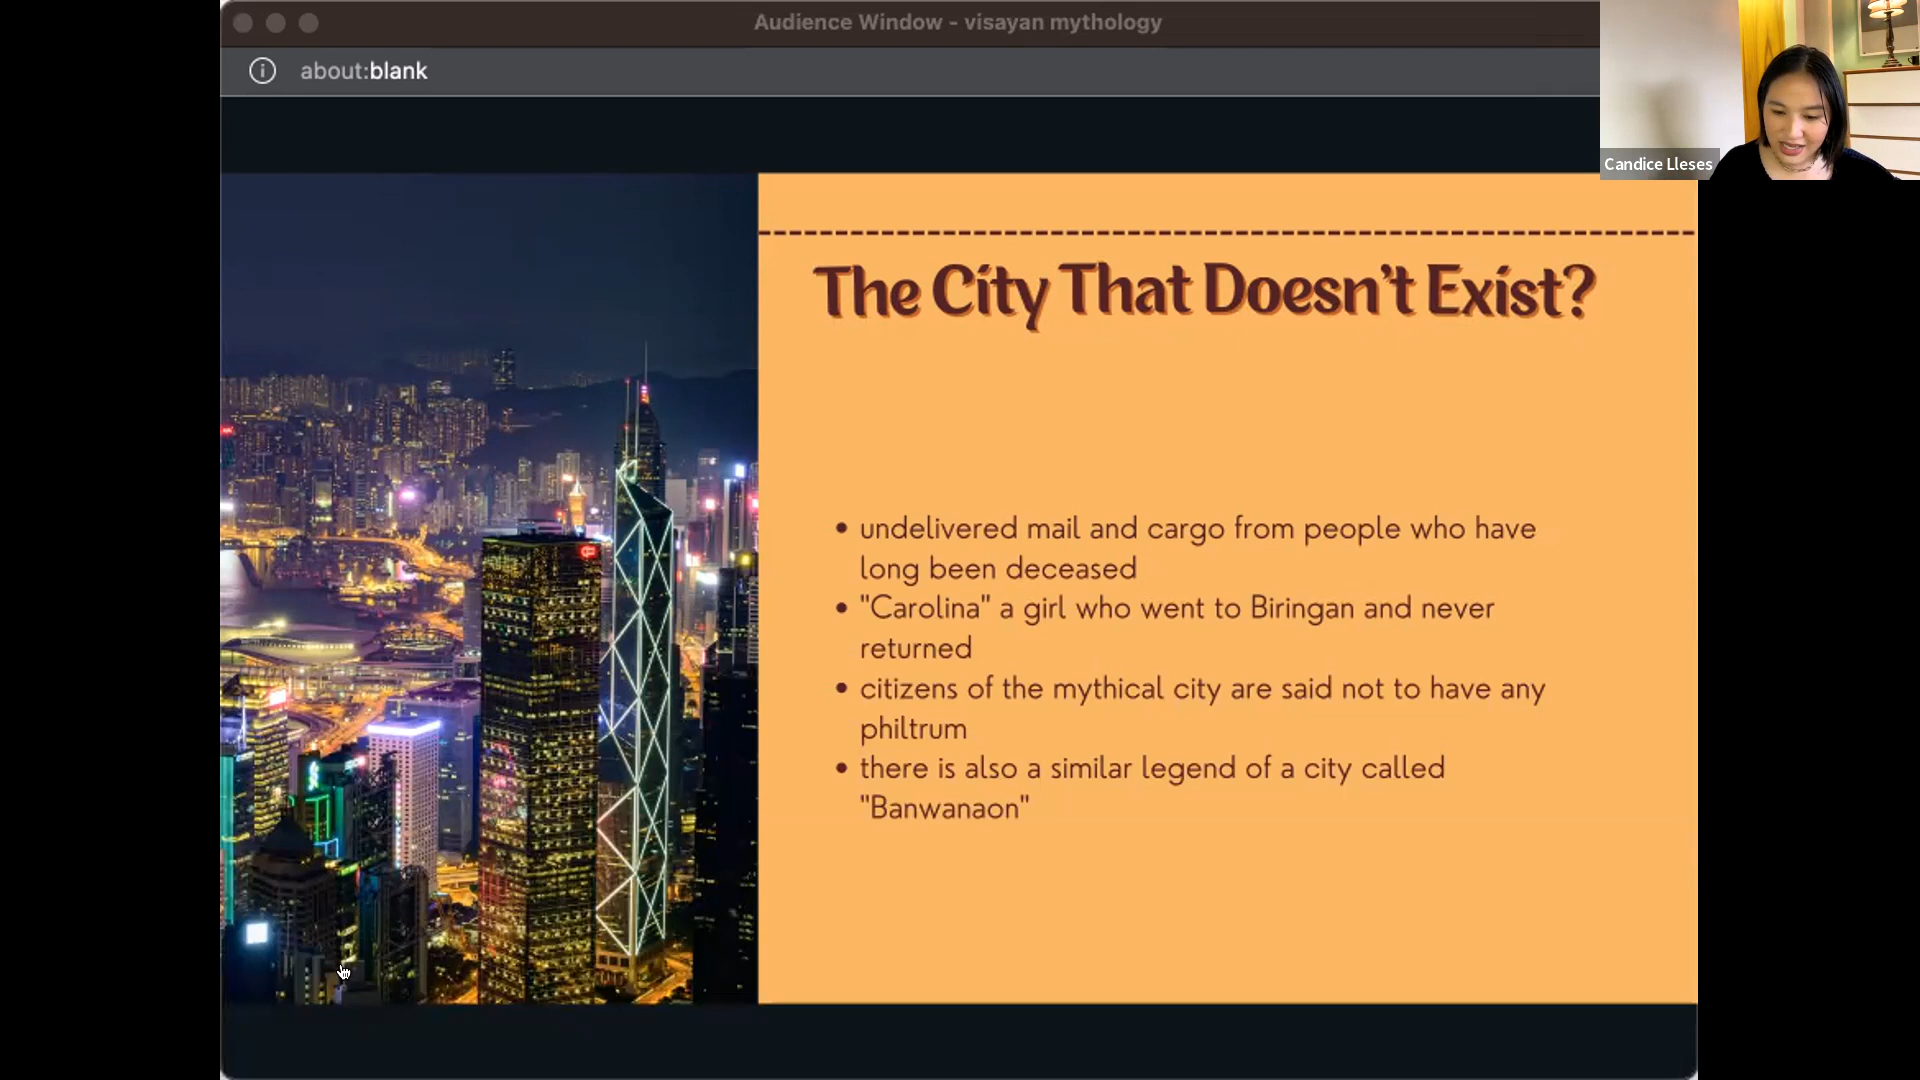 Audience Window - visayan mythology
about:blank
Candice Lleses
The City That Doesn't Exist?
• undelivered mail and cargo from people who have
long been deceased
• "Carolina" a girl who went to Biringan and never
returned
• citizens of the mythical city are said not to have any
philtrum
• there is also a similar legend of a city called
"Banwanaon"